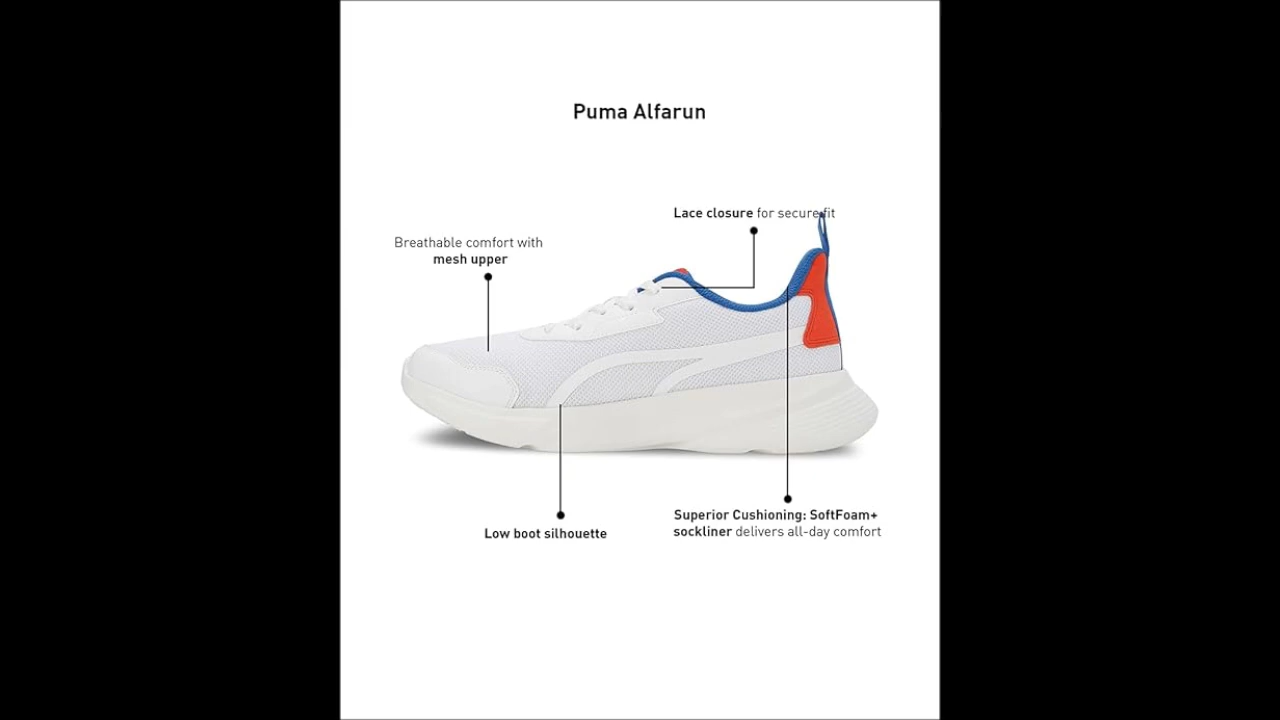 Puma Alfarun
Lace closure for secure fit
Breathable comfort with
mesh upper
Low boot silhouette
Superior Cushioning: SoftFoam+
sockliner delivers all-day comfort